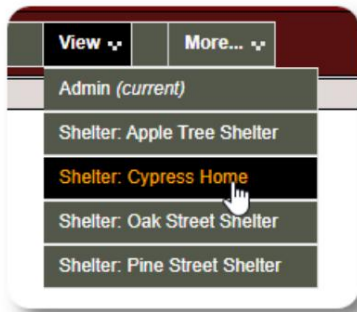 View More...
Admin (current)
Shelter: Apple Tree Shelter
Shelter: Cypress Home
Shelter: Oak Street Shelter
Shelter: Pine Street Shelter